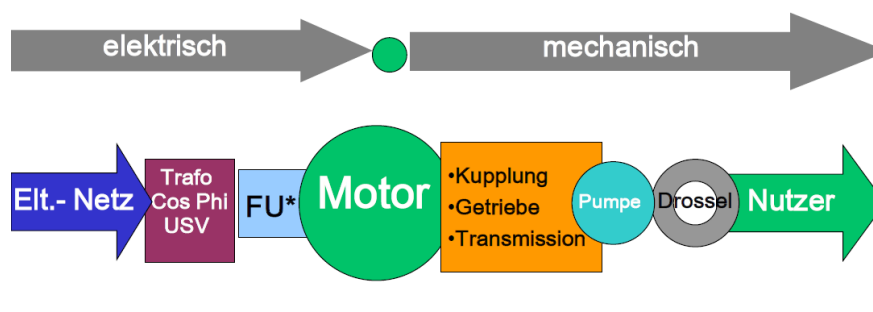 elektrisch
mechanisch
Elt.- Netz
Trafo
Cos Phi
USV
FU*
Motor
•Kupplung
•Getriebe
•Transmission
Pumpe
Drossel
Nutzer